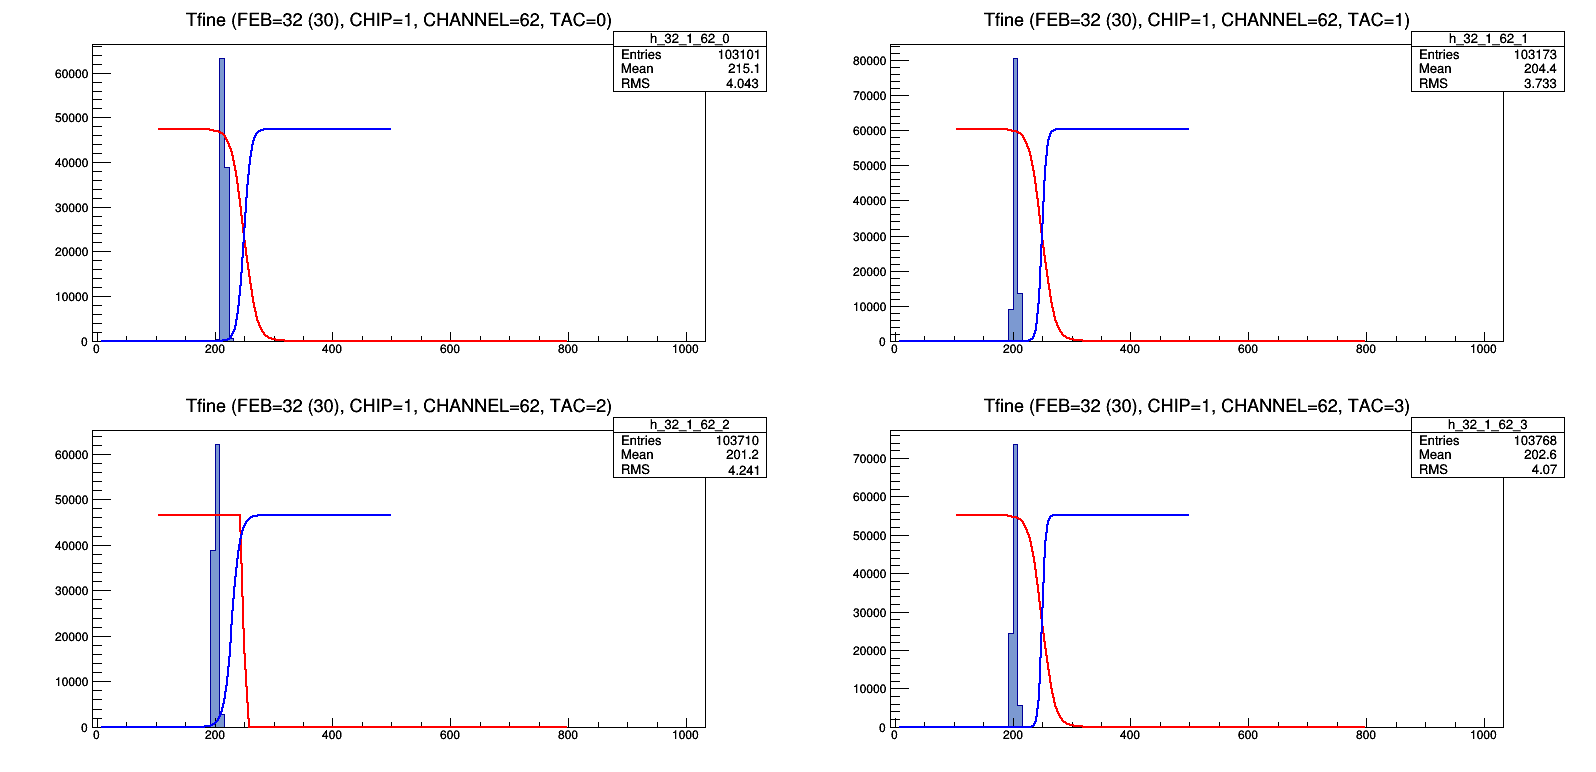 Tfine (FEB=32 (30), CHIP=1, CHANNEL=62, TAC=0)
h_32_1_62_0
Entries 103101
Mean 215.1
RMS 4.043
60000
50000
40000
30000
20000
10000
0
0 200 400 600 800 1000
Tfine (FEB=32 (30), CHIP=1, CHANNEL=62, TAC=1)
h_32_1_62_1
Entries 103173
Mean 204.4
RMS 3.733
80000
70000
60000
50000
40000
30000
20000
10000
0
0 200 400 600 800 1000
Tfine (FEB=32 (30), CHIP=1, CHANNEL=62, TAC=2)
h_32_1_62_2
Entries 103710
Mean 201.2
RMS 4.241
60000
50000
40000
30000
20000
10000
0
0 200 400 600 800 1000
Tfine (FEB=32 (30), CHIP=1, CHANNEL=62, TAC=3)
h_32_1_62_3
Entries 103768
Mean 202.6
RMS 4.07
70000
60000
50000
40000
30000
20000
10000
0
0 200 400 600 800 1000